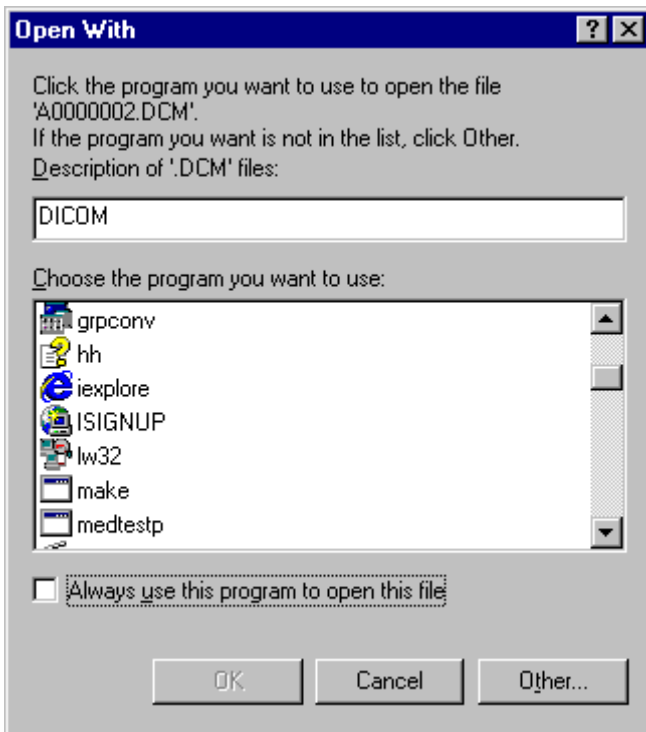 Open With
Click the program you want to use to open the file
'A0000002.DCM'.
If the program you want is not in the list, click Other.
Description of '.DCM' files:
DICOM
Choose the program you want to use:
grpconv
hh
iexplore
ISIGNUP
lw32
make
medtestp
Always use this program to open this file
OK Cancel Other...